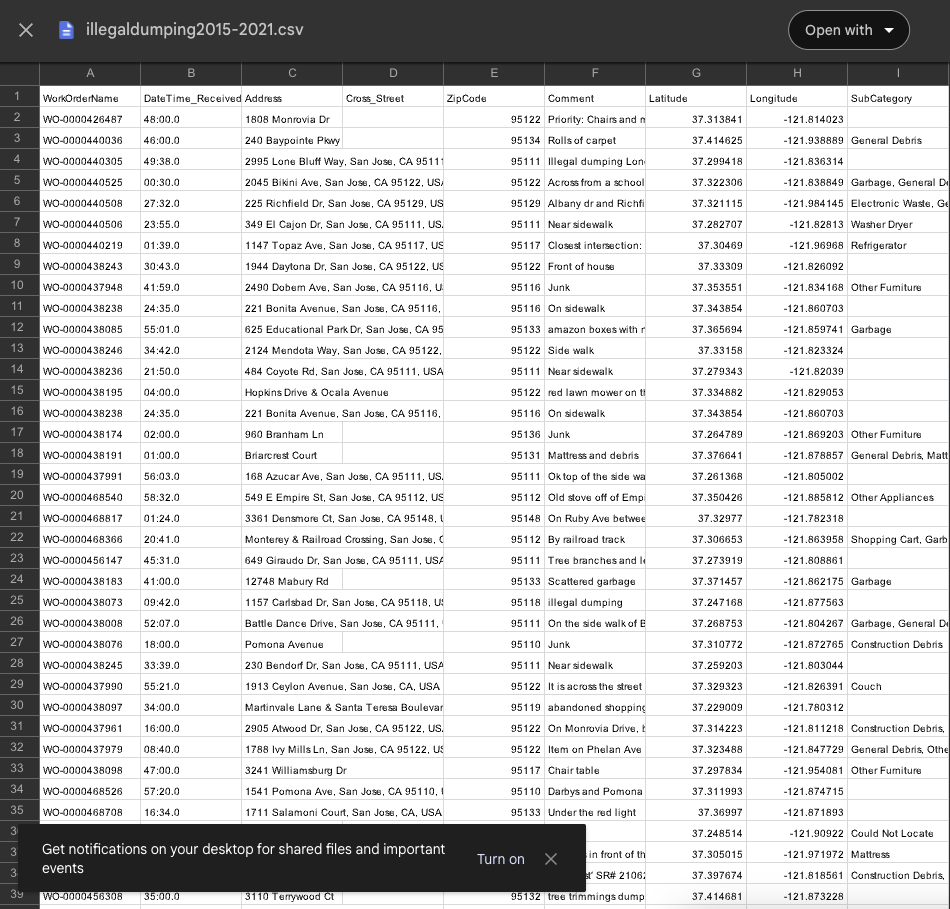 illegaldumping2015-2021.csv
Open with
A B C D E F G H I
1 WorkOrderName DateTime_Received Address Cross_Street ZipCode Comment Latitude Longitude SubCategory
2 WO-0000426487 48:00.0 1808 Monrovia Dr 95122 Priority: Chairs and 37.313841 -121.814023
3 WO-0000440036 46:00.0 240 Baypointe Pkwy 95134 Rolls of carpet 37.414625 -121.938889 General Debris
4 WO-0000440305 49:38.0 2995 Lone Bluff Way, San Jose, CA 95111 95122 Illegal dumping Lon 37.299418 -121.836314
5 WO-0000440525 00:30.0 2045 Bikini Ave, San Jose, CA 95122, USA 95122 Across from a school 37.322306 -121.838849 Garbage, General De
6 WO-0000440508 27:32.0 225 Richfield Dr, San Jose, CA 95129, US 95129 Albany dr and Richfi 37.321115 -121.984145 Electronic Waste, Ge
7 WO-0000440506 23:55.0 349 El Cajon Dr, San Jose, CA 95111, US 95111 Near sidewalk 37.282707 -121.82813 Washer Dryer
8 WO-0000440219 01:39.0 1147 Topaz Ave, San Jose, CA 95117, US 95117 Closest intersection: 37.30469 -121.96968 Refrigerator
9 WO-0000438243 30:43.0 1944 Daytona Dr, San Jose, CA 95122, US 95122 Front of house 37.33309 -121.826092
10 WO-0000437948 41:59.0 2490 Dobern Ave, San Jose, CA 95116, U 95116 Junk 37.353551 -121.834168 Other Furniture
11 WO-0000438238 24:35.0 221 Bonita Avenue, San Jose, CA 95116, 95116 On sidewalk 37.343854 -121.860703
12 WO-0000438085 55:01.0 625 Educational Park Dr, San Jose, CA 95 95133 amazon boxes with 37.365694 -121.859741 Garbage
13 WO-0000438246 34:42.0 2124 Mendota Way, San Jose, CA 95122, 95122 Side walk 37.33158 -121.823324
14 WO-0000438236 21:50.0 484 Coyote Rd, San Jose, CA 95111, USA 95111 Near sidewalk 37.279343 -121.82039
15 WO-0000438195 04:00.0 Hopkins Drive & Ocala Avenue 95122 red lawn mower on th 37.334882 -121.829053
16 WO-0000438238 24:35.0 221 Bonita Avenue, San Jose, CA 95116, 95116 On sidewalk 37.343854 -121.860703
17 WO-0000438174 02:00.0 960 Branham Ln 95136 Junk 37.264789 -121.869203 Other Furniture
18 WO-0000438191 01:00.0 Briarcrest Court 95131 Mattress and debris 37.376641 -121.878857 General Debris, Matt
19 WO-0000437991 56:03.0 168 Azucar Ave, San Jose, CA 95111, US 95111 Ok top of the side wa 37.261368 -121.805002
20 WO-0000468540 58:32.0 549 E Empire St, San Jose, CA 95112, US 95112 Old stove off of Empi 37.350426 -121.885812 Other Appliances
21 WO-0000468817 01:24.0 3361 Densmore Ct, San Jose, CA 95148, U 95148 On Ruby Ave betwee 37.32977 -121.782318
22 WO-0000468366 20:41.0 Monterey & Railroad Crossing, San Jose, 95112 By railroad track 37.306653 -121.863958 Shopping Cart, Garb
23 WO-0000456147 45:31.0 649 Giraudo Dr, San Jose, CA 95111, USA 95111 Tree branches and le 37.273919 -121.808861
24 WO-0000438183 41:00.0 12748 Mabury Rd 95133 Scattered garbage 37.371457 -121.862175 Garbage
25 WO-0000438073 09:42.0 1157 Carlsbad Dr, San Jose, CA 95118, US 95118 illegal dumping 37.247168 -121.877563
26 WO-0000438008 52:07.0 Battle Dance Drive, San Jose, CA 95111, 95111 On the side walk of B 37.268753 -121.804267 Garbage, General De
27 WO-0000438076 18:00.0 Pomona Avenue 95110 Junk 37.310772 -121.872765 Construction Debris
28 WO-0000438245 33:39.0 230 Bendorf Dr, San Jose, CA 95111, USA 95111 Near sidewalk 37.259203 -121.803044
29 WO-0000437990 55:21.0 1913 Ceylon Avenue, San Jose, CA, USA 95122 It is across the street 37.329323 -121.826391 Couch
30 WO-0000438097 34:00.0 Martinvale Lane & Santa Teresa Boulevar 95119 abandoned shopping 37.229009 -121.780312
31 WO-0000437961 16:00.0 2905 Atwood Dr, San Jose, CA 95122, US 95122 On Monrovia Drive, 37.314223 -121.811218 Construction Debris,
32 WO-0000437979 08:40.0 1788 Ivy Mills Ln, San Jose, CA 95122, US 95122 Item on Phelan Ave 37.323488 -121.847729 General Debris, Othe
33 WO-0000438098 47:00.0 3241 Williamsburg Dr 95117 Chair table 37.297834 -121.954081 Other Furniture
34 WO-0000468526 57:20.0 1541 Pomona Ave, San Jose, CA 95110, 95110 Darbys and Pomona 37.311993 -121.874715
35 WO-0000468708 16:34.0 1711 Salamoni Court, San Jose, CA, USA 95133 Under the red light 37.36997 -121.871893
37.248514 -121.90922 Could Not Locate
in front of th 37.305015 -121.971972 Mattress
SR# 2106 37.397674 -121.818561 Construction Debris,
39 WO-0000456308 35:00.0 3110 Terrywood Ct 95132 tree trimmings dump 37.414681 -121.873228
Get notifications on your desktop for shared files and important
events
Turn on